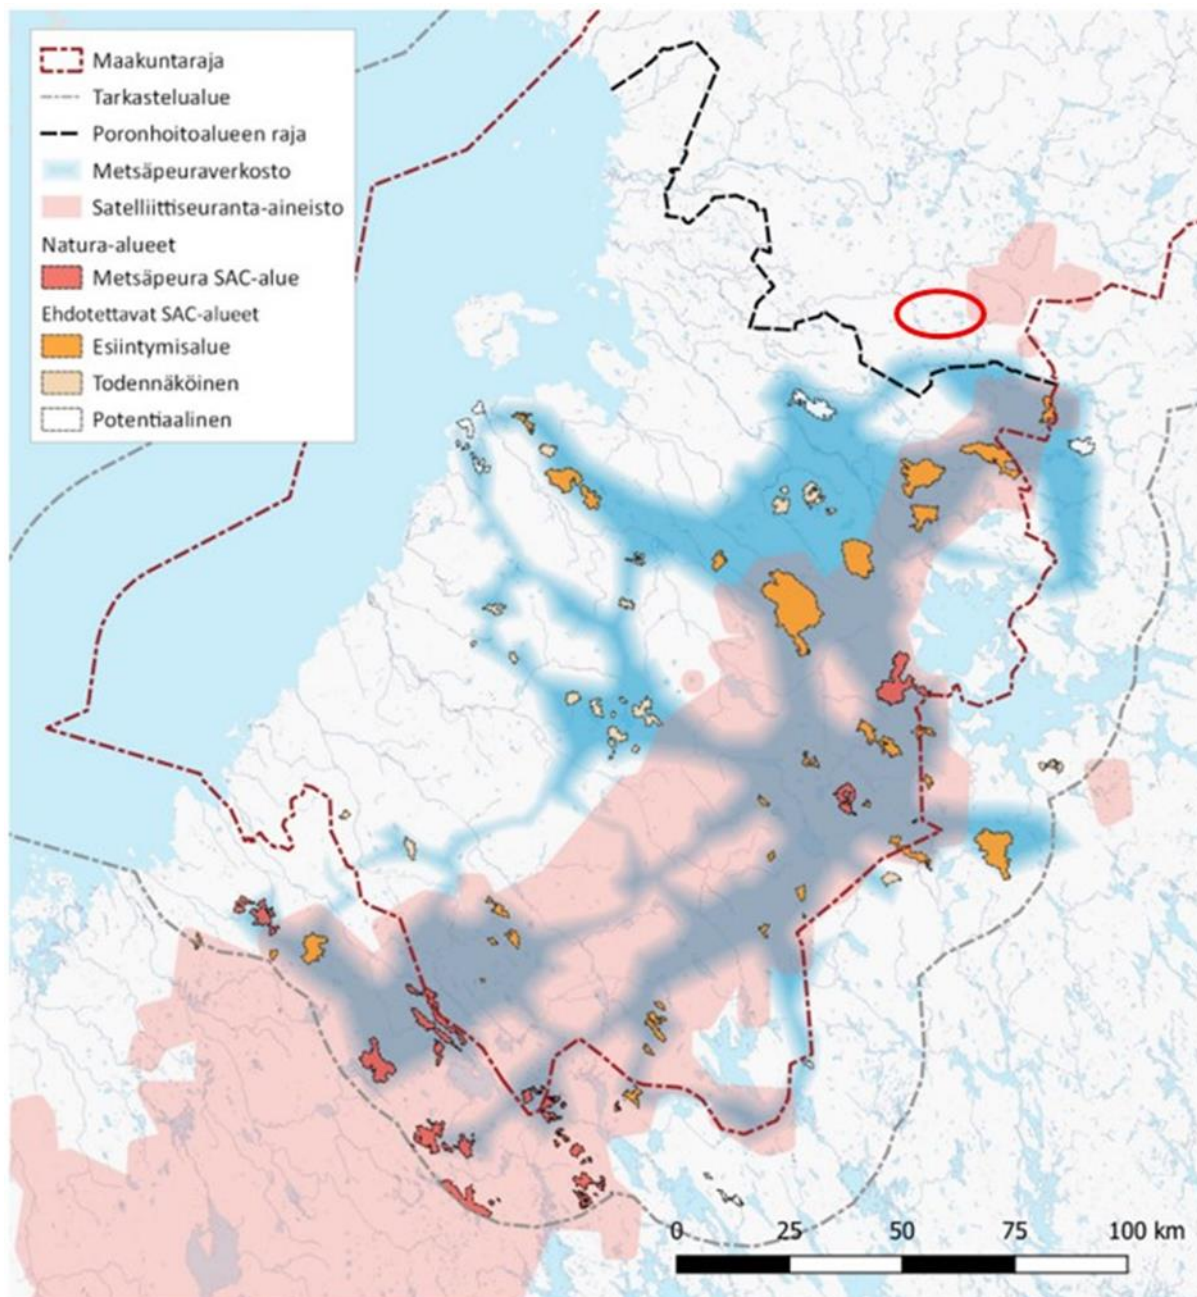 Maakuntaraja
Tarkastelualue
Poronhoitoalueen raja
Metsäpeuraverkosto
Satelliittiseuranta-aineisto
Natura-alueet
Metsäpeura SAC-alue
Ehdotettavat SAC-alueet
Esiintymisalue
Todennäköinen
Potentiaalinen
0 25 50 75 100 km